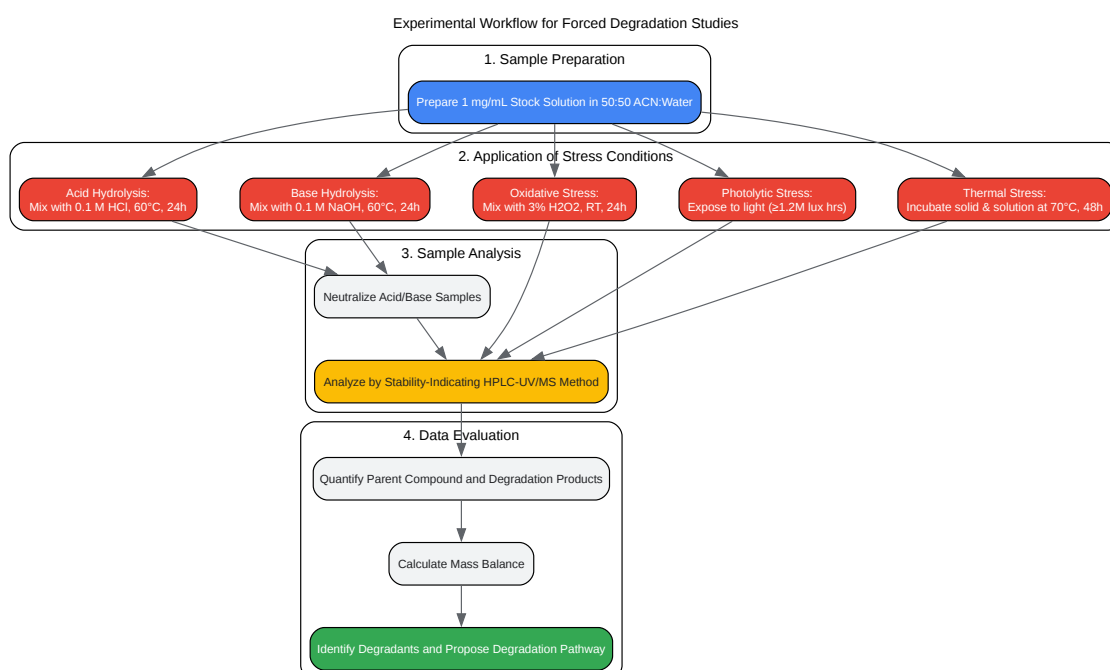 Experimental Workflow for Forced Degradation Studies
1. Sample Preparation
Prepare 1 mg/mL Stock Solution in 50:50 ACN:Water
2. Application of Stress Conditions
Acid Hydrolysis:
Mix with 0.1 M HCl, 60°C, 24h
Base Hydrolysis:
Mix with 0.1 M NaOH, 60°C, 24h
Oxidative Stress:
Mix with 3% H2O2, RT, 24h
Photolytic Stress:
Expose to light (≥1.2M lux hrs)
Thermal Stress:
Incubate solid & solution at 70°C, 48h
3. Sample Analysis
Neutralize Acid/Base Samples
Analyze by Stability-Indicating HPLC-UV/MS Method
4. Data Evaluation
Quantify Parent Compound and Degradation Products
Calculate Mass Balance
Identify Degradants and Propose Degradation Pathway